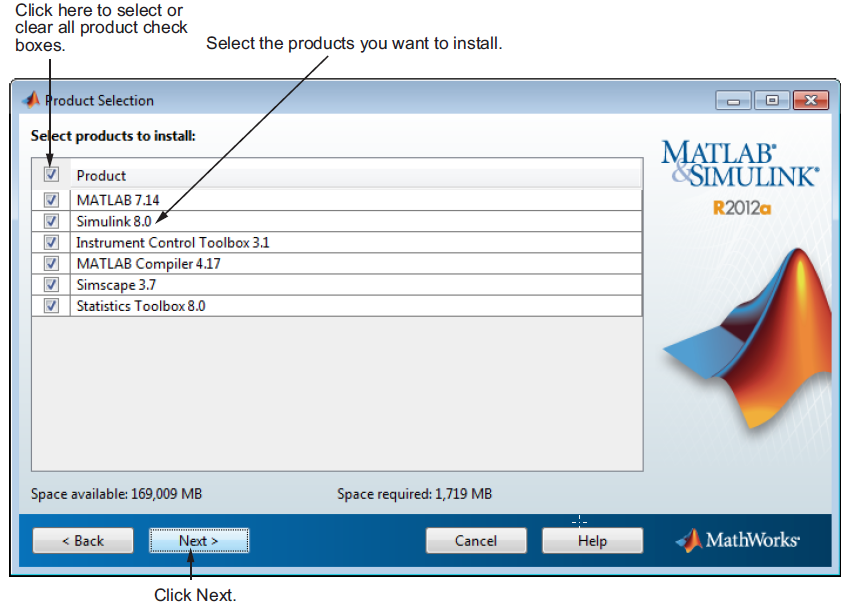 Click here to select or
clear all product check
boxes.
Select the products you want to install.
Product Selection
Select products to install:
Product
MATLAB 7.14
Simulink 8.0
Instrument Control Toolbox 3.1
MATLAB Compiler 4.17
Simscape 3.7
Statistics Toolbox 8.0
MATLAB®
&SIMULINK®
R2012a
Space available: 169,009 MB
Space required: 1,719 MB
< Back
Next >
Cancel
Help
MathWorks®
Click Next.